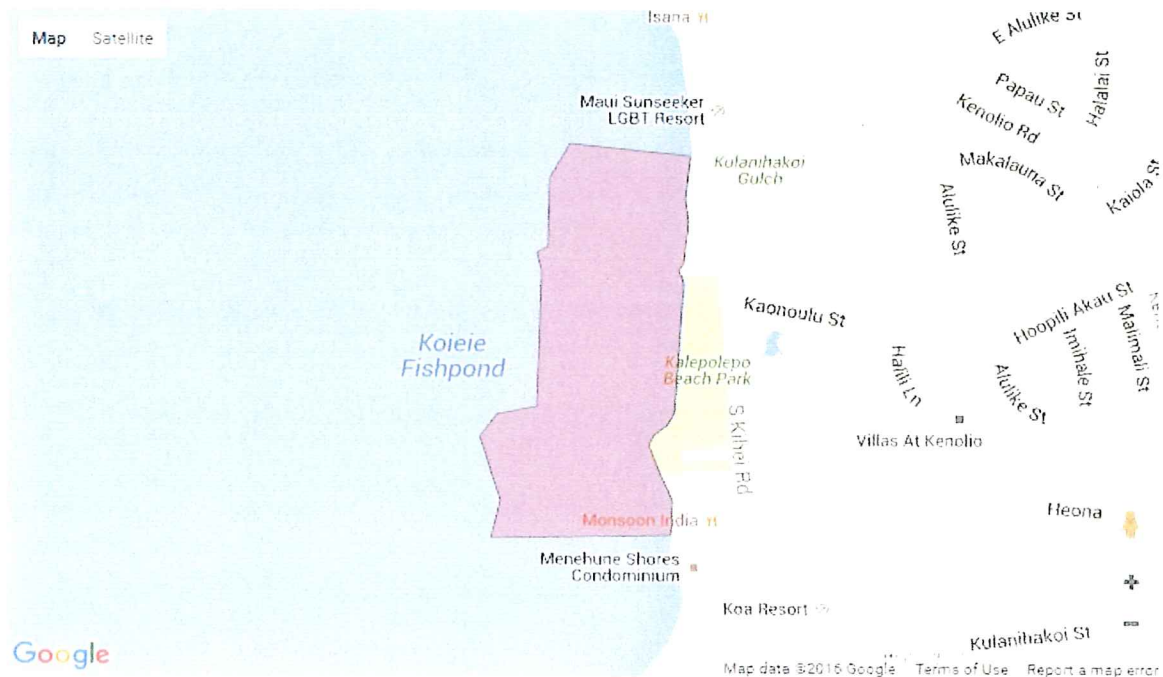 Map Satellite
Isana
E Alulike St
Maui Sunseeker
LGBT Resort
Papau St
Halalai St
Kenolio Rd
Kulanihakoi
Gulch
Makalauna St
Kaiola St
Alulike St
Kaonoulu St
Hoopili Akau St
Koieie
Fishpond
Kalepolepo
Beach Park
Halili Ln
Alulike St
Imihale St
Malimali St
S Kihei Rd
Villas At Kenolio
Monsoon India
Heona
Menehune Shores
Condominium
Koa Resort
Kulanihakoi St
Google
Map data ©2016 Google Terms of Use Report a map error